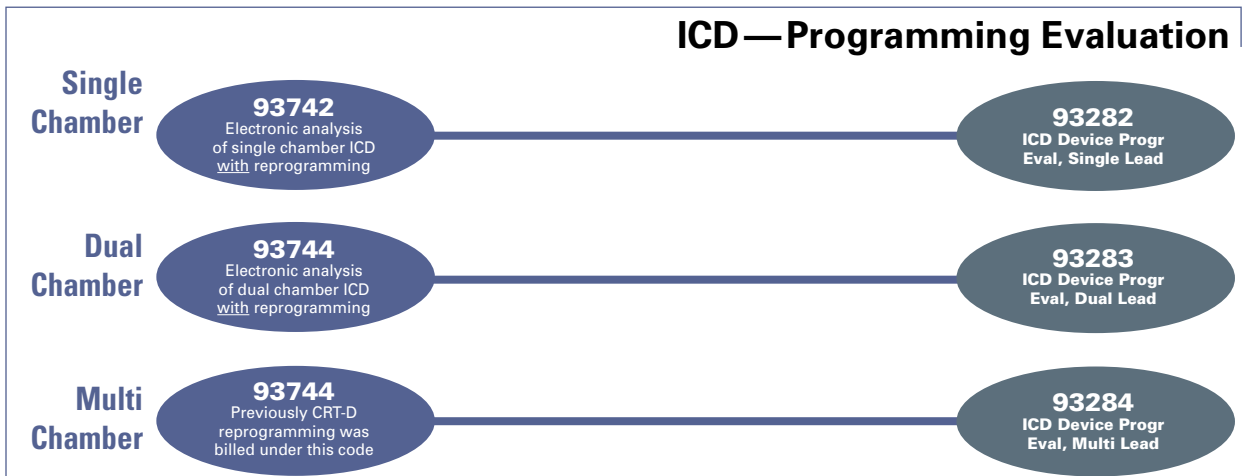 ICD—Programming Evaluation
Single
Chamber
93742
Electronic analysis
of single chamber ICD
with reprogramming
93282
ICD Device Progr
Eval, Single Lead
Dual
Chamber
93744
Electronic analysis
of dual chamber ICD
with reprogramming
93283
ICD Device Progr
Eval, Dual Lead
Multi
Chamber
93744
Previously CRT-D
reprogramming was
billed under this code
93284
ICD Device Progr
Eval, Multi Lead